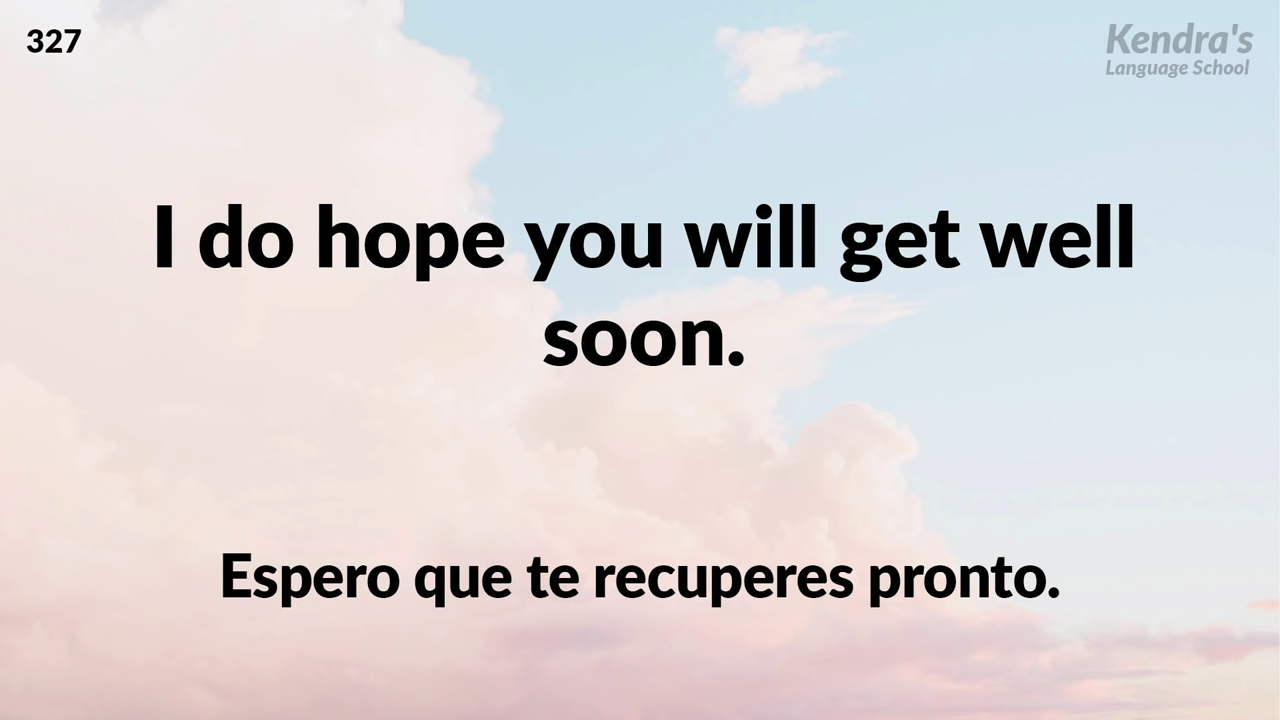 327
Kendra's
Language School
I do hope you will get well
soon.
Espero que te recuperes pronto.